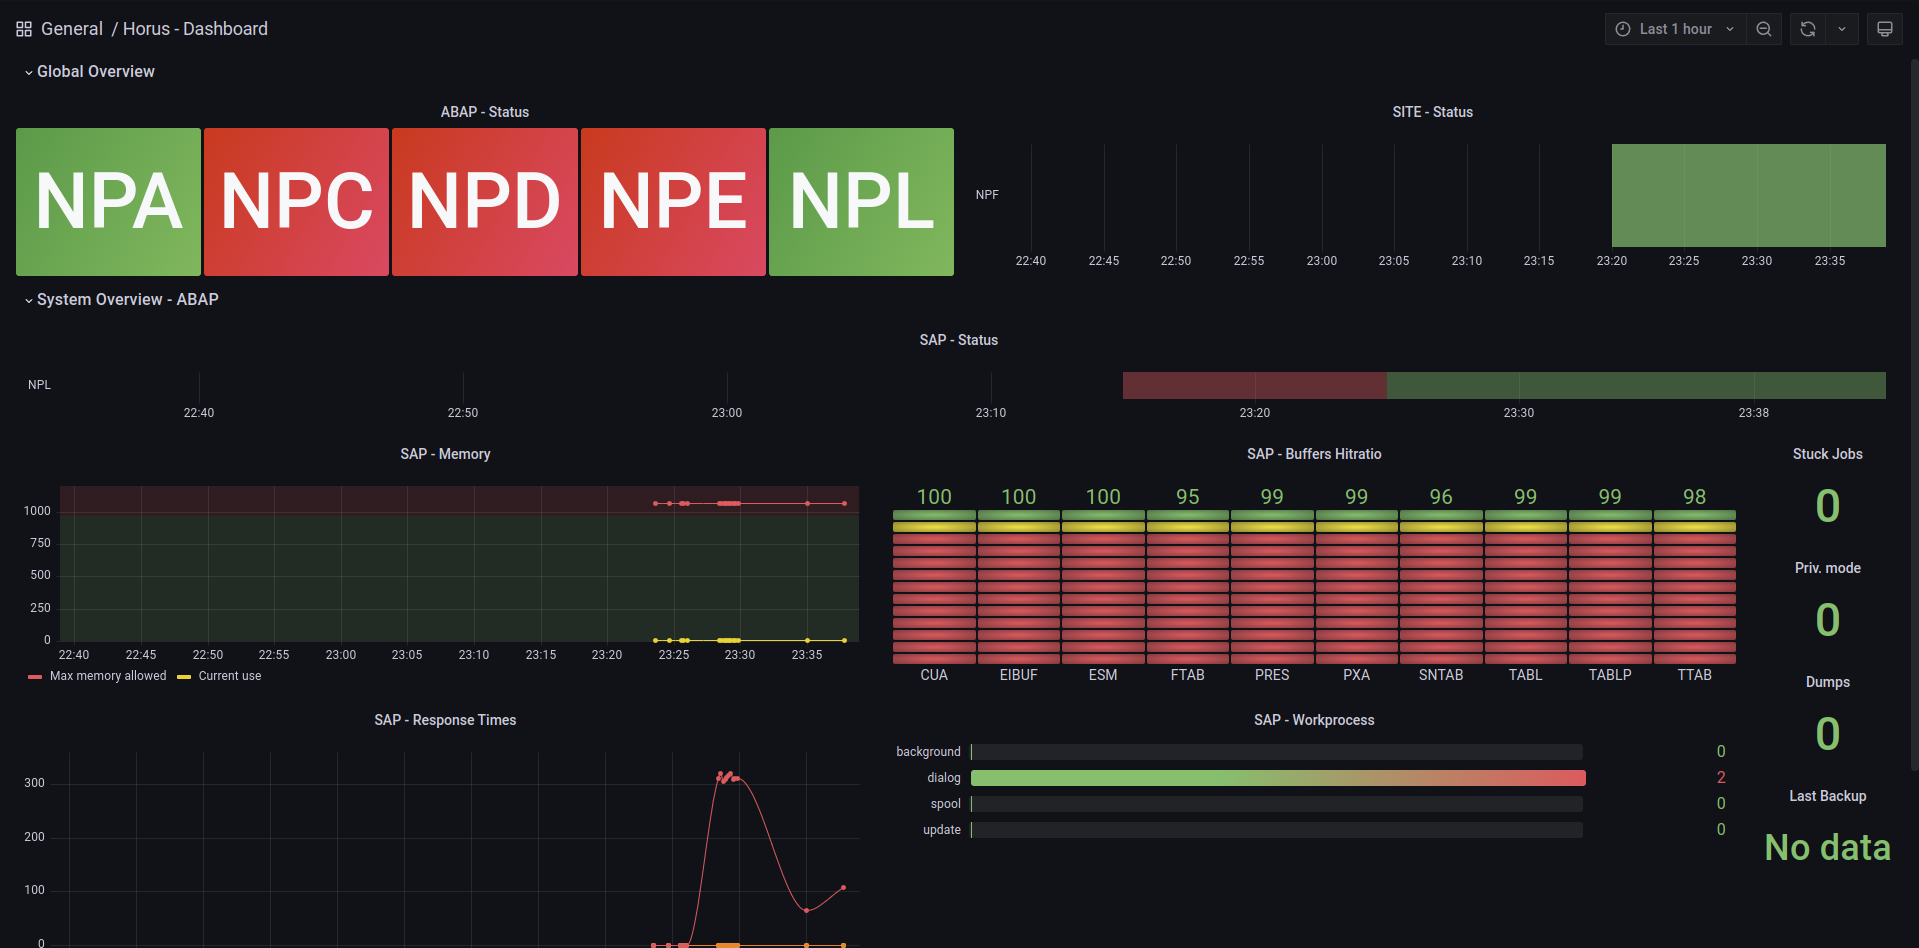 General / Horus - Dashboard
Last 1 hour
Global Overview
ABAP - Status
NPA NPC NPD NPE NPL
SITE - Status
NPF
22:40 22:45 22:50 22:55 23:00 23:05 23:10 23:15 23:20 23:25 23:30 23:35
System Overview - ABAP
SAP - Status
NPL
22:40 22:50 23:00 23:10 23:20 23:30 23:38
SAP - Memory
1000
750
500
250
0
22:40 22:45 22:50 22:55 23:00 23:05 23:10 23:15 23:20 23:25 23:30 23:35
Max memory allowed Current use
SAP - Buffers Hitratio
100 100 100 95 99 99 96 99 99 98
CUA EIBUF ESM FTAB PRES PXA SNTAB TABL TABLP TTAB
Stuck Jobs
0
Priv. mode
0
Dumps
0
Last Backup
No data
SAP - Response Times
300
200
100
0
SAP - Workprocess
background 0
dialog 2
spool 0
update 0